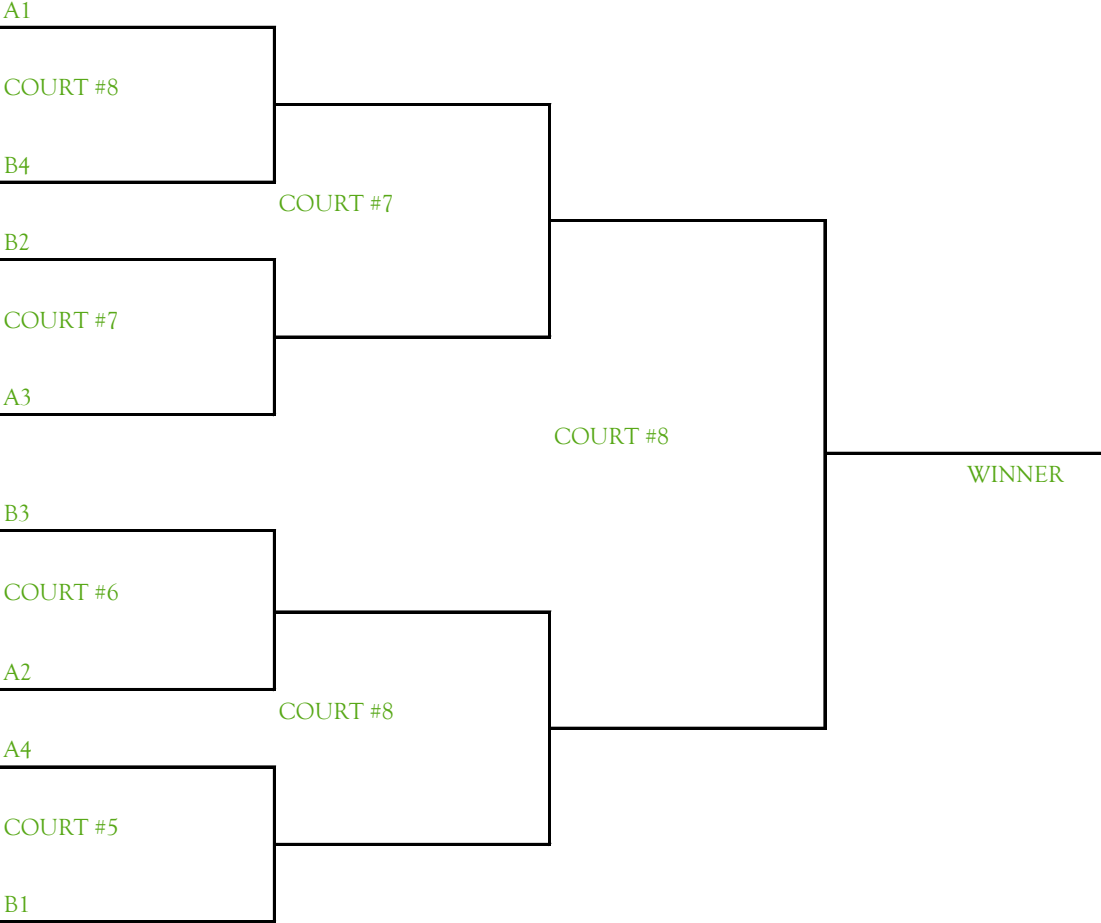 A1
COURT #8
B4
COURT #7
B2
COURT #7
A3
COURT #8
WINNER
B3
COURT #6
A2
COURT #8
A4
COURT #5
B1